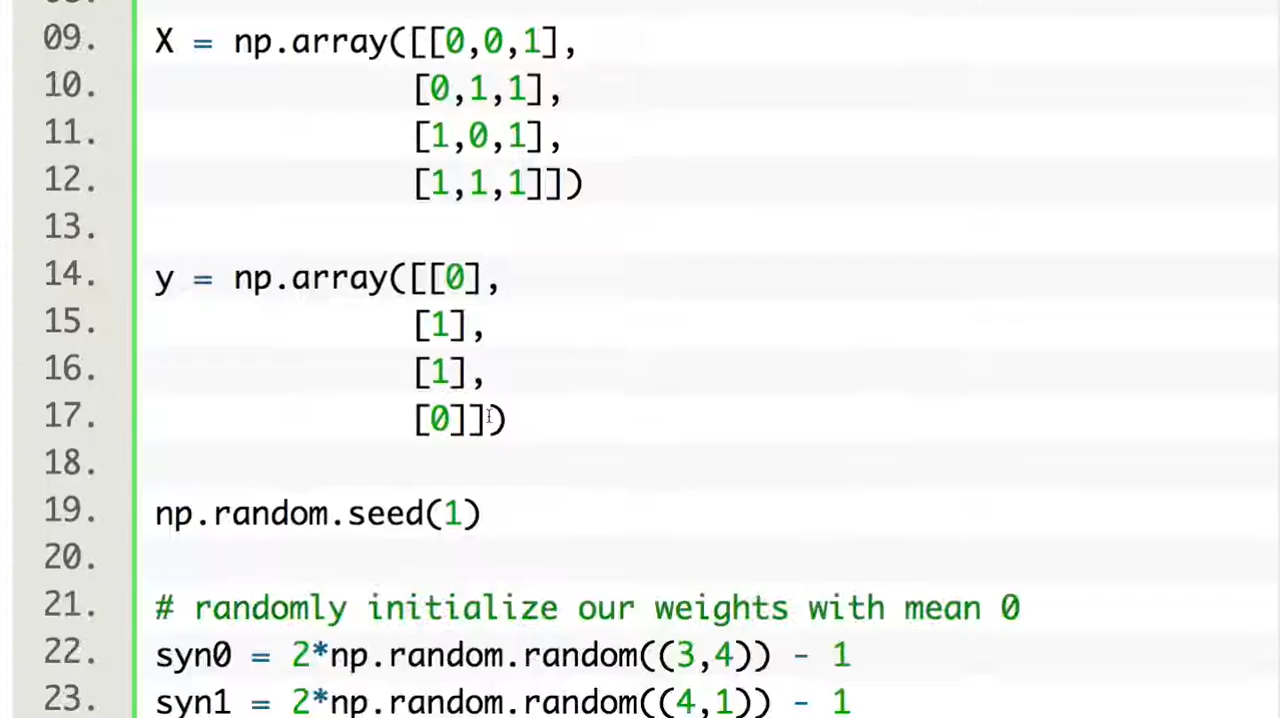 09. X = np.array([[0,0,1],
10. [0,1,1],
11. [1,0,1],
12. [1,1,1]])
13.
14. y = np.array([[0],
15. [1],
16. [1],
17. [0]])
18.
19. np.random.seed(1)
20.
21. # randomly initialize our weights with mean 0
22. syn0 = 2*np.random.random((3,4)) - 1
23. syn1 = 2*np.random.random((4,1)) - 1